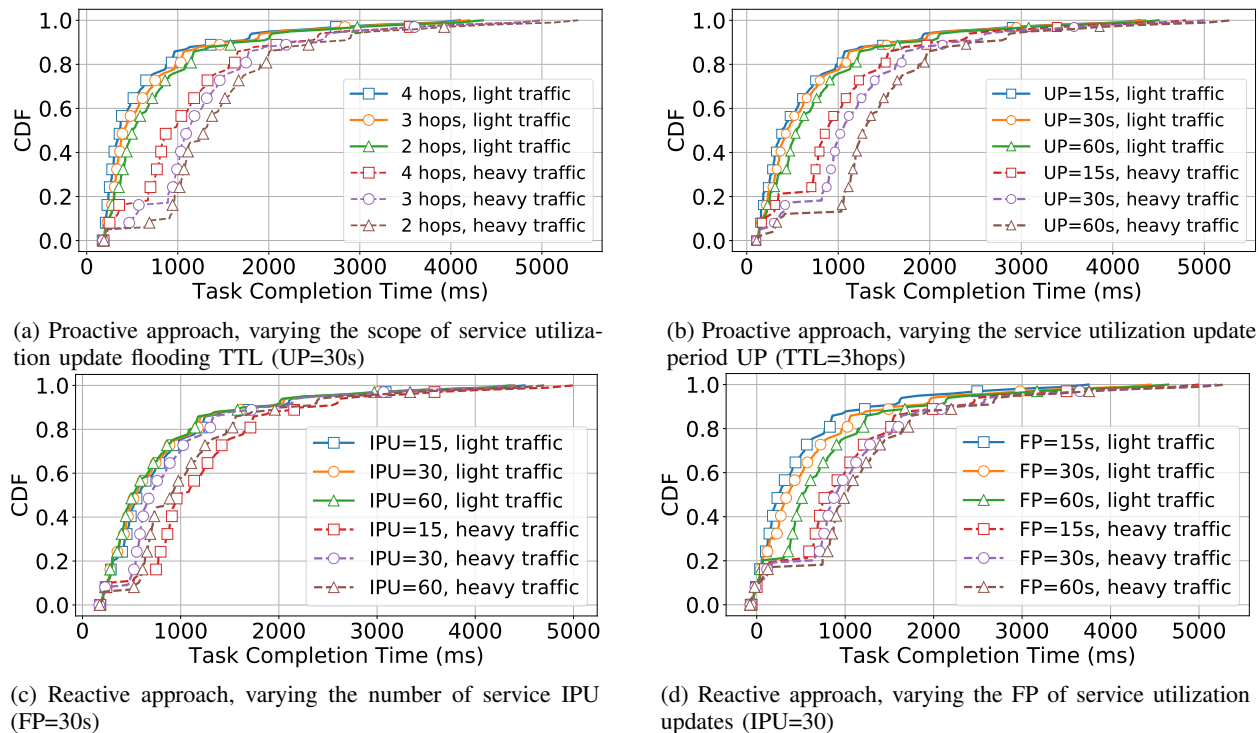 1.0
0.8
0.6
0.4
0.2
0.0
CDF
4 hops, light traffic
3 hops, light traffic
2 hops, light traffic
4 hops, heavy traffic
3 hops, heavy traffic
2 hops, heavy traffic
0 1000 2000 3000 4000 5000
Task Completion Time (ms)
(a) Proactive approach, varying the scope of service utiliza-
tion update flooding TTL (UP=30s)
1.0
0.8
0.6
0.4
0.2
0.0
CDF
UP=15s, light traffic
UP=30s, light traffic
UP=60s, light traffic
UP=15s, heavy traffic
UP=30s, heavy traffic
UP=60s, heavy traffic
0 1000 2000 3000 4000 5000
Task Completion Time (ms)
(b) Proactive approach, varying the service utilization update
period UP (TTL=3hops)
1.0
0.8
0.6
0.4
0.2
0.0
CDF
IPU=15, light traffic
IPU=30, light traffic
IPU=60, light traffic
IPU=15, heavy traffic
IPU=30, heavy traffic
IPU=60, heavy traffic
0 1000 2000 3000 4000 5000
Task Completion Time (ms)
(c) Reactive approach, varying the number of service IPU
(FP=30s)
1.0
0.8
0.6
0.4
0.2
0.0
CDF
FP=15s, light traffic
FP=30s, light traffic
FP=60s, light traffic
FP=15s, heavy traffic
FP=30s, heavy traffic
FP=60s, heavy traffic
0 1000 2000 3000 4000 5000
Task Completion Time (ms)
(d) Reactive approach, varying the FP of service utilization
updates (IPU=30)